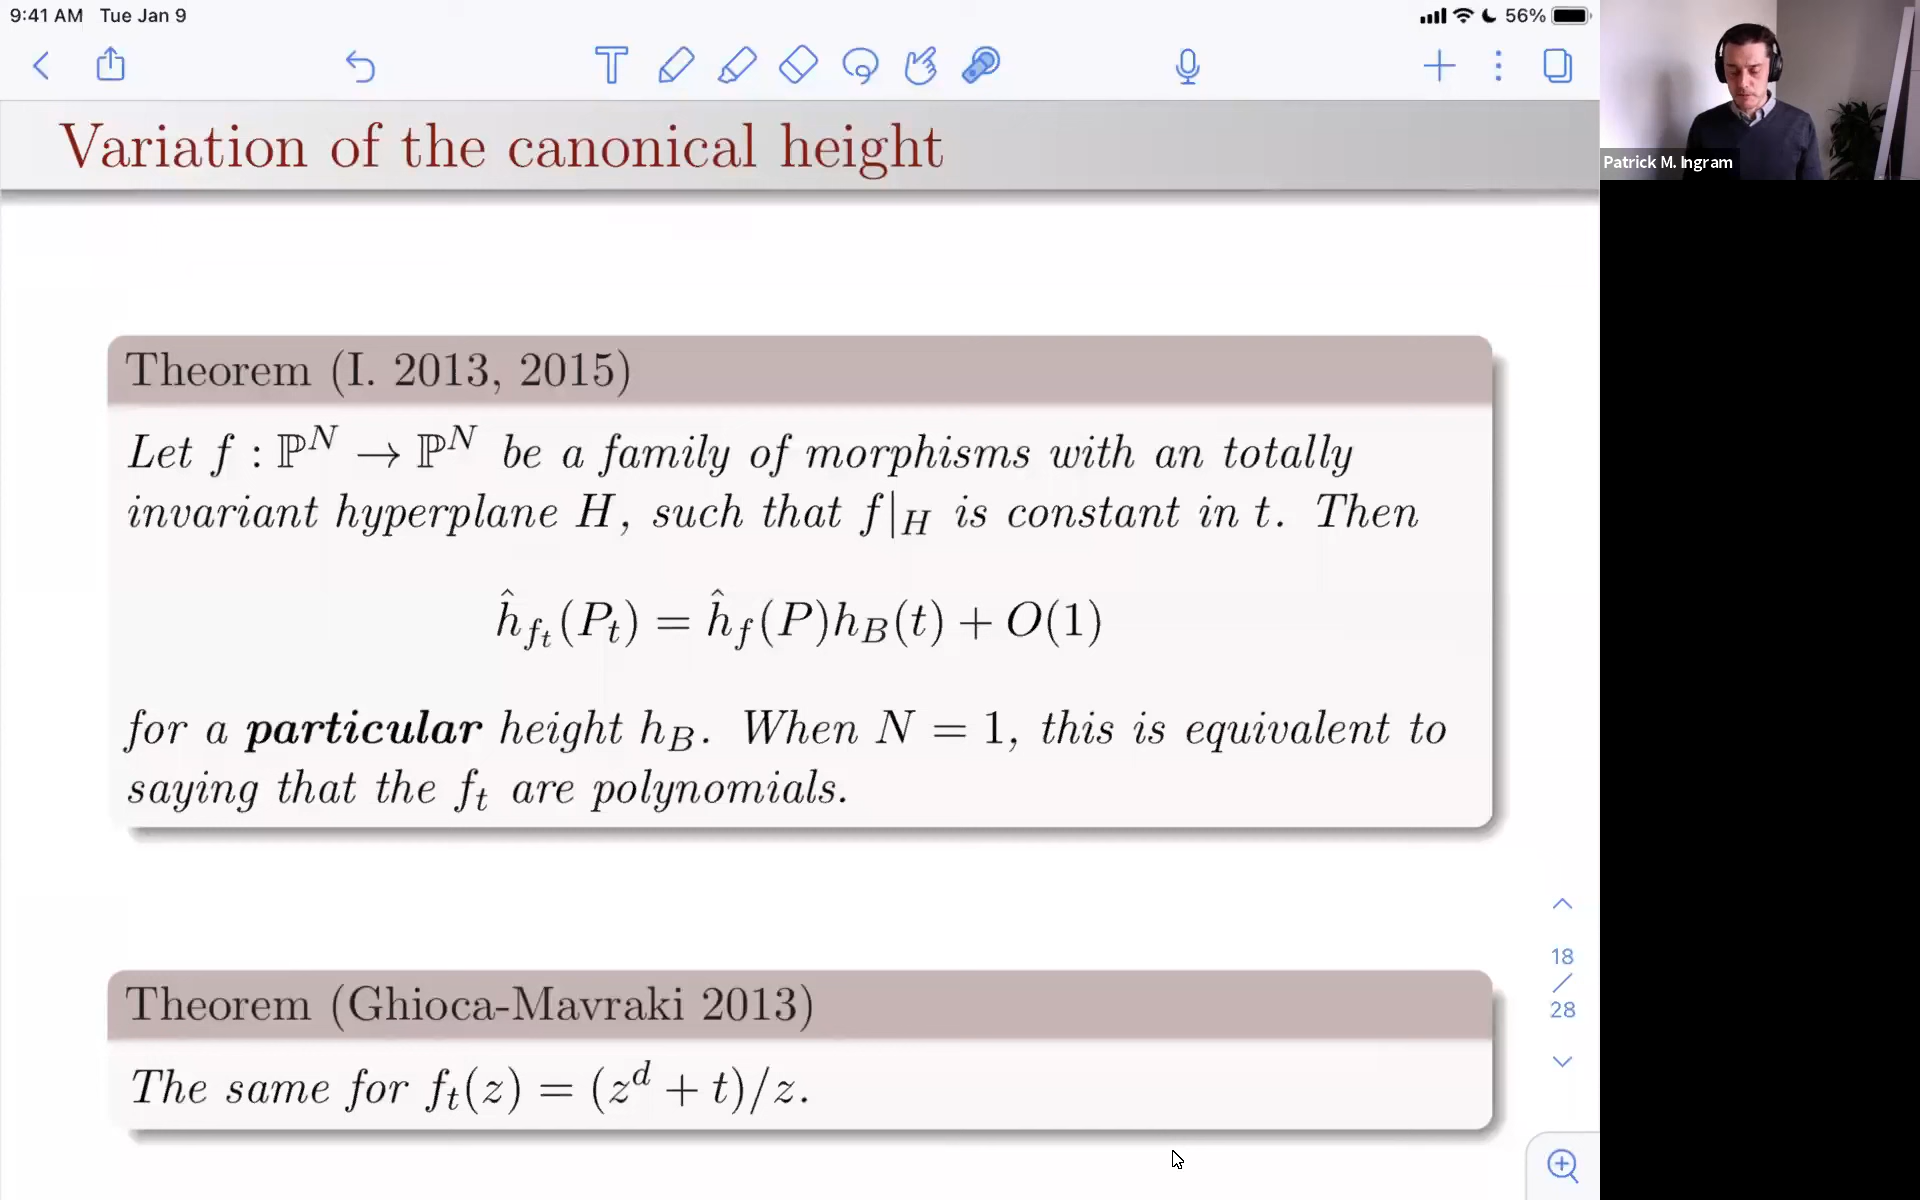 9:41 AM Tue Jan 9
56%
Variation of the canonical height
Patrick M. Ingram
Theorem (I. 2013, 2015)
Let f : ℙ^N → ℙ^N be a family of morphisms with an totally
invariant hyperplane H, such that f|_H is constant in t. Then
ĥ_{f_t}(P_t) = ĥ_f(P)h_B(t) + O(1)
for a particular height h_B. When N = 1, this is equivalent to
saying that the f_t are polynomials.
Theorem (Ghioca-Mavraki 2013)
The same for f_t(z) = (z^d + t)/z.
18
/
28